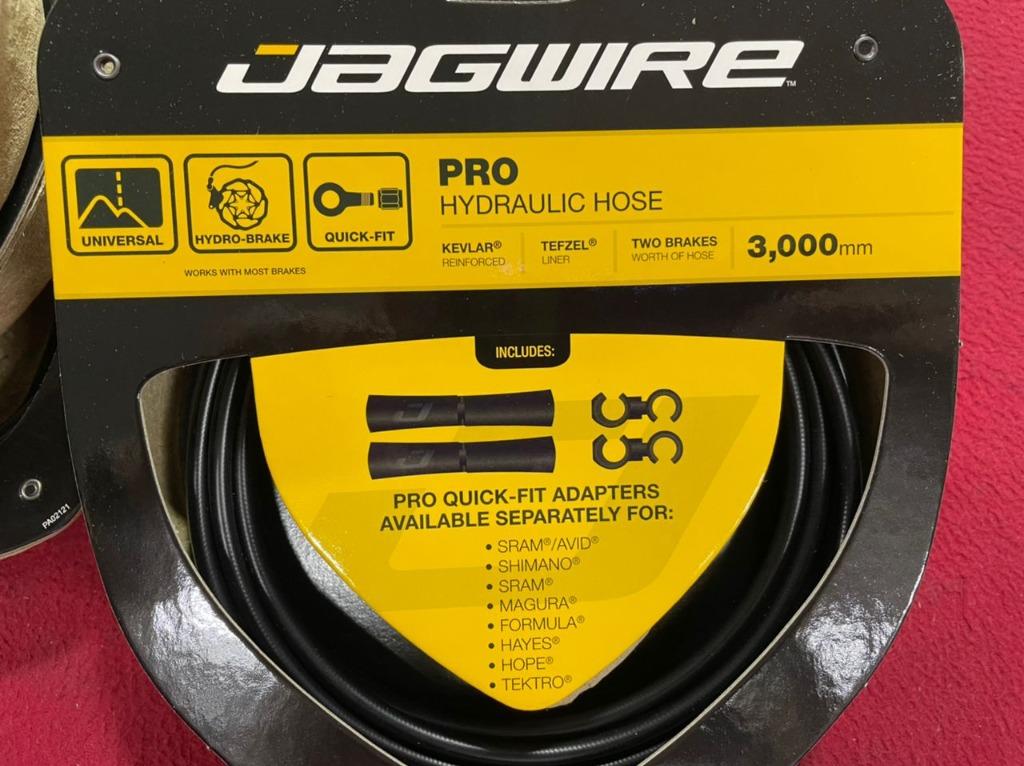 JAGWIRE™
UNIVERSAL
HYDRO-BRAKE
QUICK-FIT
WORKS WITH MOST BRAKES
PRO
HYDRAULIC HOSE
KEVLAR®
REINFORCED
TEFZEL®
LINER
TWO BRAKES
WORTH OF HOSE
3,000mm
INCLUDES:
PRO QUICK-FIT ADAPTERS
AVAILABLE SEPARATELY FOR:
• SRAM®/AVID®
• SHIMANO®
• SRAM®
• MAGURA®
• FORMULA®
• HAYES®
• HOPE®
• TEKTRO®
PA02121